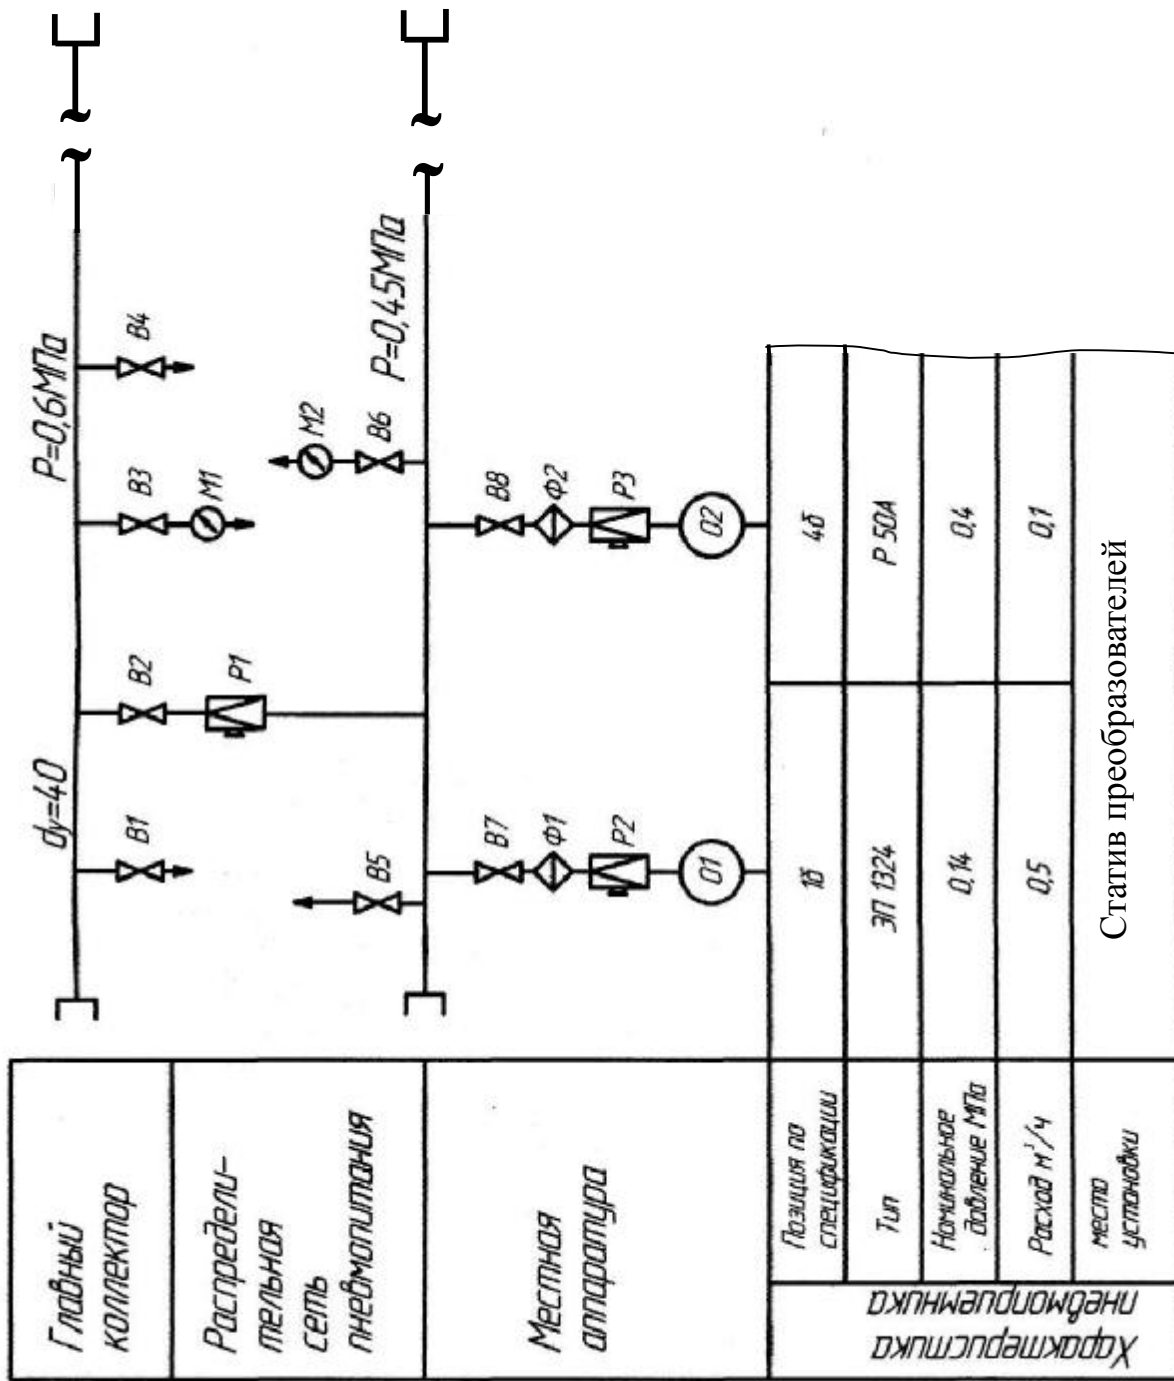 Главный
коллектор
dу=40
P=0,6МПа
В1
В2
В3
В4
Р1
М1
Распредели-
тельная
сеть
пневмопитания
P=0,45МПа
В5
В6
М2
Местная
аппаратура
В7
В8
Ф1
Ф2
Р2
Р3
01
02
Характеристика
пневмоприемника
Позиция по
спецификации
1б
4б
Тип
ЭП 1324
Р 50А
Номинальное
давление МПа
0,14
0,4
Расход м³/ч
0,5
0,1
место
установки
Статив преобразователей